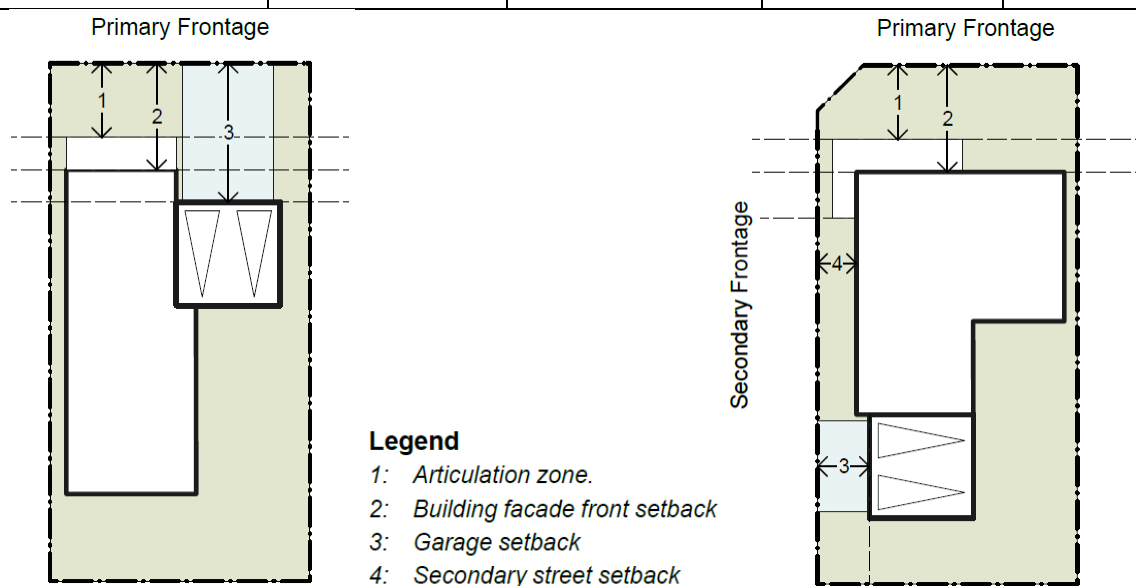 Primary Frontage
1
2
3
Primary Frontage
1
2
Secondary Frontage
4
3
Legend
1: Articulation zone.
2: Building facade front setback
3: Garage setback
4: Secondary street setback